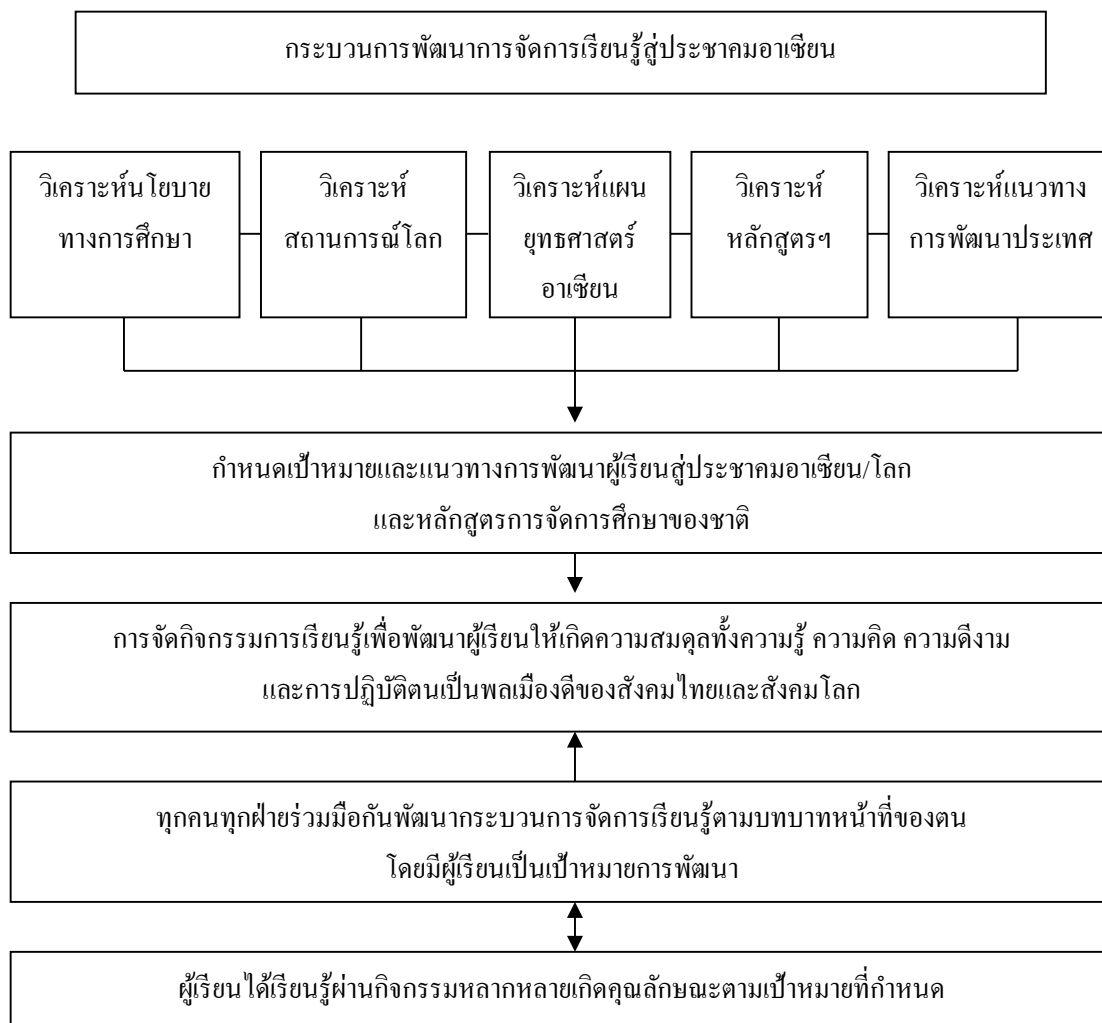 กระบวนการพัฒนาการจัดการเรียนรู้สู่ประชาคมอาเซียน
วิเคราะห์นโยบาย
ทางการศึกษา
วิเคราะห์
สถานการณ์โลก
วิเคราะห์แผน
ยุทธศาสตร์
อาเซียน
วิเคราะห์
หลักสูตรฯ
วิเคราะห์แนวทาง
การพัฒนาประเทศ
กำหนดเป้าหมายและแนวทางการพัฒนาผู้เรียนสู่ประชาคมอาเซียน/โลก
และหลักสูตรการจัดการศึกษาของชาติ
การจัดกิจกรรมการเรียนรู้เพื่อพัฒนาผู้เรียนให้เกิดความสมดุลทั้งความรู้ ความคิด ความดีงาม
และการปฏิบัติตนเป็นพลเมืองดีของสังคมไทยและสังคมโลก
ทุกคนทุกฝ่ายร่วมมือกันพัฒนากระบวนการจัดการเรียนรู้ตามบทบาทหน้าที่ของตน
โดยมีผู้เรียนเป็นเป้าหมายการพัฒนา
ผู้เรียนได้เรียนรู้ผ่านกิจกรรมหลากหลายเกิดคุณลักษณะตามเป้าหมายที่กำหนด